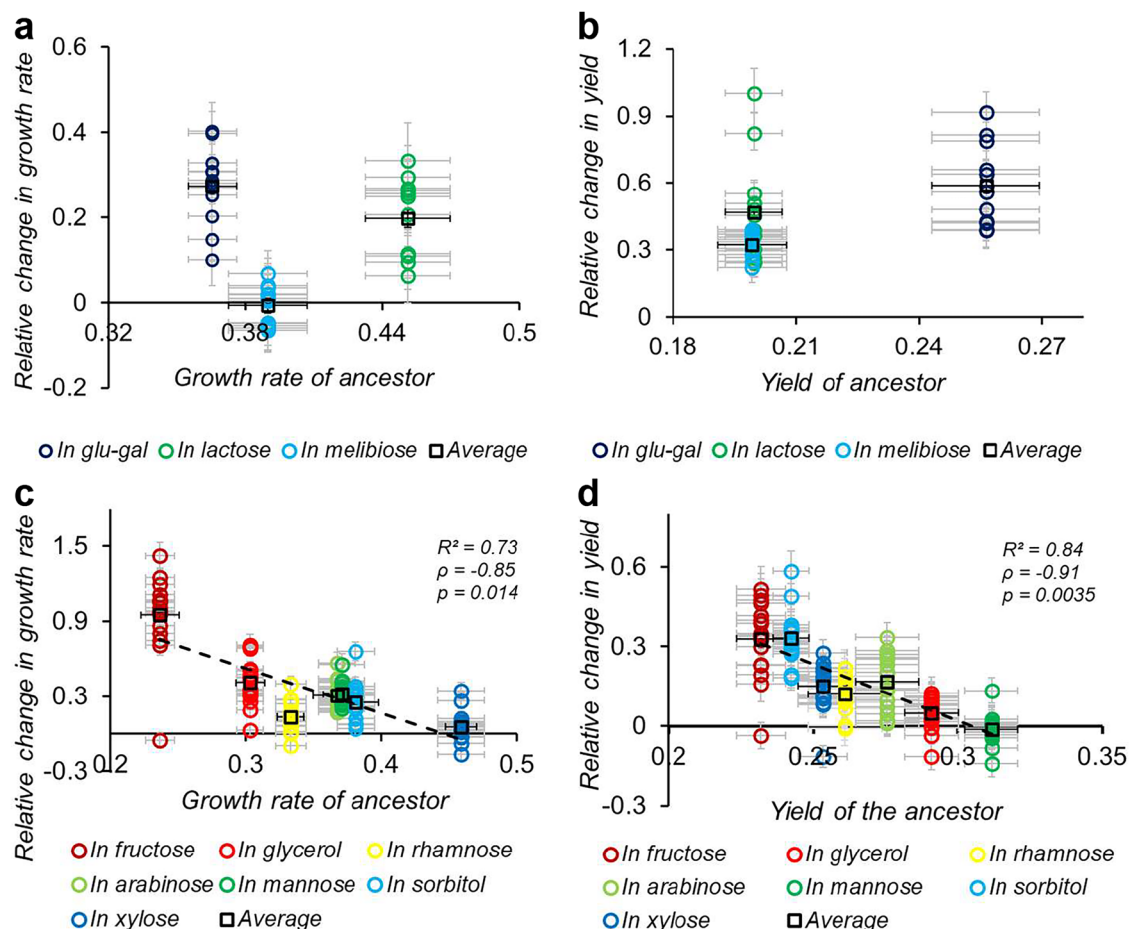 a
Relative change in growth rate
0.6
0.4
0.2
0
-0.2
0.32
0.38
0.44
0.5
Growth rate of ancestor
In glu-gal In lactose In melibiose Average
b
Relative change in yield
1.2
0.9
0.6
0.3
0
0.18
0.21
0.24
0.27
Yield of ancestor
In glu-gal In lactose In melibiose Average
c
Relative change in growth rate
1.5
0.9
0.3
-0.3
0.2
0.3
0.4
0.5
R² = 0.73
ρ = -0.85
p = 0.014
Growth rate of ancestor
In fructose In glycerol In rhamnose
In arabinose In mannose In sorbitol
In xylose Average
d
Relative change in yield
0.6
0.3
0
-0.3
0.2
0.25
0.3
0.35
R² = 0.84
ρ = -0.91
p = 0.0035
Yield of the ancestor
In fructose In glycerol In rhamnose
In arabinose In mannose In sorbitol
In xylose Average